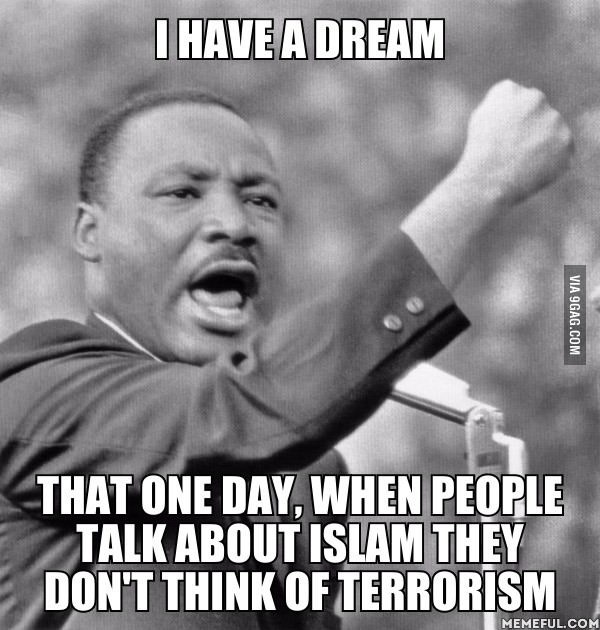 I HAVE A DREAM
VIA 9GAG.COM
THAT ONE DAY, WHEN PEOPLE
TALK ABOUT ISLAM THEY
DON'T THINK OF TERRORISM
MEMEFUL.COM